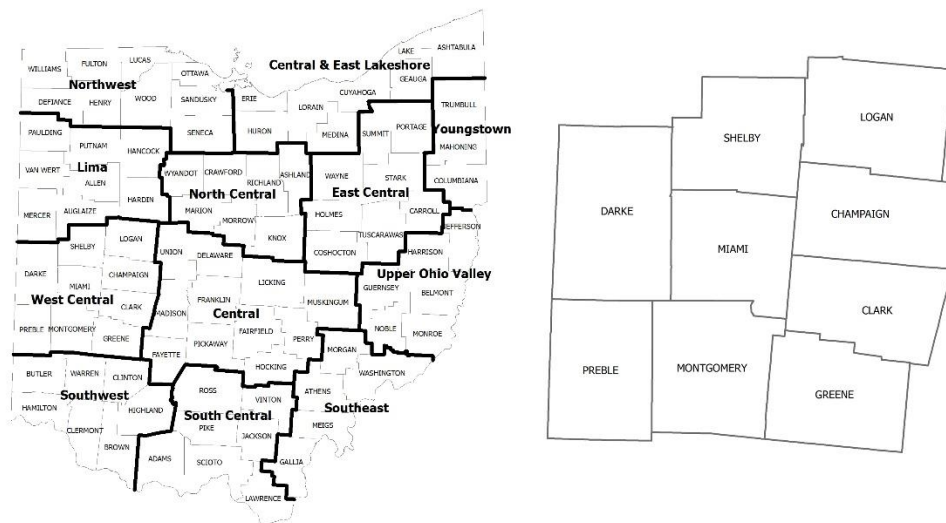 LAKE
ASHTABULA
LUCAS
FULTON
WILLIAMS
OTTAWA
Central & East Lakeshore
GEAUGA
CUYAHOGA
Northwest
DEFIANCE
HENRY
WOOD
SANDUSKY
ERIE
LORAIN
TRUMBULL
PORTAGE
SUMMIT
Youngstown
PAULDING
PUTNAM
SENECA
HURON
MEDINA
MAHONING
HANCOCK
VAN WERT
Lima
ALLEN
WYANDOT
CRAWFORD
RICHLAND
ASHLAND
WAYNE
STARK
COLUMBIANA
North Central
East Central
HARDIN
MERCER
AUGLAIZE
MARION
MORROW
KNOX
HOLMES
CARROLL
TUSCARAWAS
JEFFERSON
COSHOCTON
HARRISON
LOGAN
SHELBY
UNION
DELAWARE
DARKE
CHAMPAIGN
LICKING
Upper Ohio Valley
MIAMI
GUERNSEY
BELMONT
West Central
CLARK
FRANKLIN
MUSKINGUM
MADISON
Central
PREBLE
MONTGOMERY
GREENE
FAIRFIELD
PERRY
NOBLE
MONROE
PICKAWAY
MORGAN
FAYETTE
HOCKING
WASHINGTON
BUTLER
WARREN
CLINTON
ROSS
VINTON
ATHENS
Southwest
HAMILTON
HIGHLAND
South Central
Southeast
CLERMONT
PIKE
MEIGS
BROWN
JACKSON
ADAMS
SCIOTO
GALLIA
LAWRENCE
LOGAN
SHELBY
DARKE
CHAMPAIGN
MIAMI
CLARK
PREBLE
MONTGOMERY
GREENE